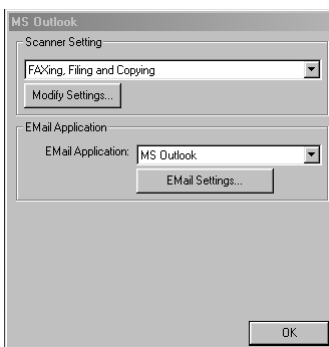 MS Outlook
Scanner Setting
FAXing, Filing and Copying
Modify Settings...
EMail Application
EMail Application: MS Outlook
EMail Settings...
OK